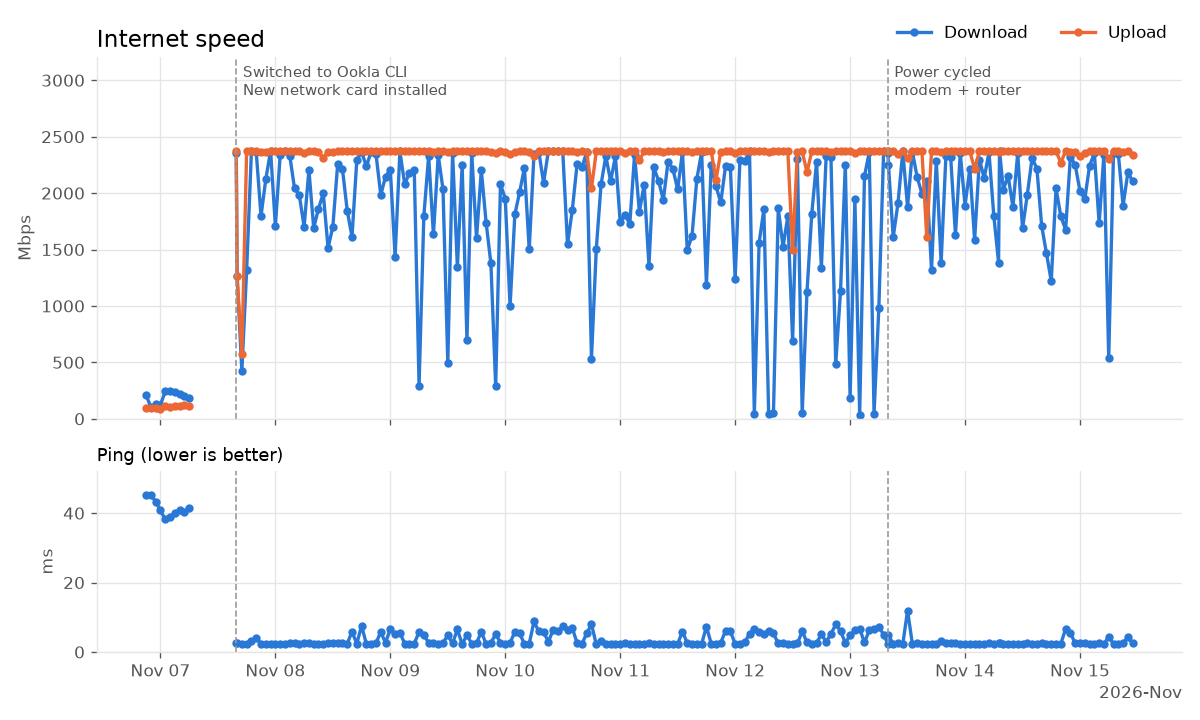 Internet speed
Download
Upload
Switched to Ookla CLI
New network card installed
Power cycled
modem + router
3000
2500
2000
1500
1000
500
0
Mbps
Ping (lower is better)
40
20
0
ms
Nov 07
Nov 08
Nov 09
Nov 10
Nov 11
Nov 12
Nov 13
Nov 14
Nov 15
2026-Nov